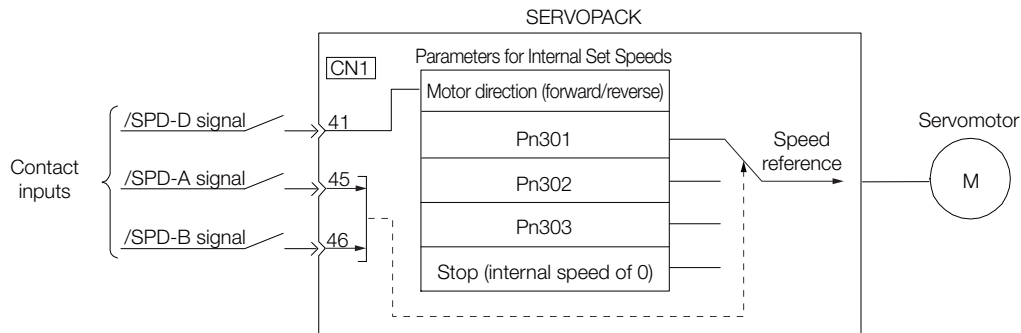 SERVOPACK
CN1
Parameters for Internal Set Speeds
Motor direction (forward/reverse)
/SPD-D signal
41
Pn301
Speed
reference
Servomotor
Contact
inputs
/SPD-A signal
45
Pn302
M
Pn303
/SPD-B signal
46
Stop (internal speed of 0)